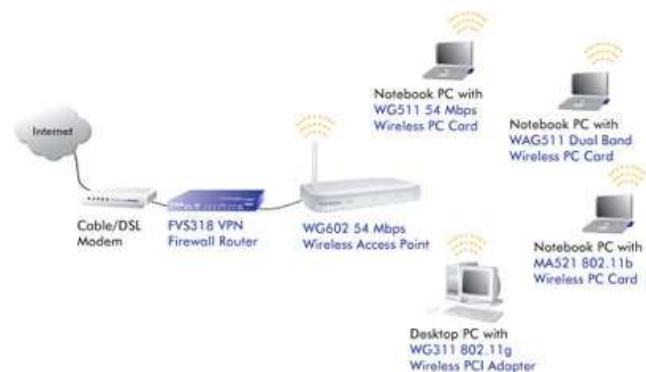 Internet
Cable/DSL
Modem
FVS318 VPN
Firewall Router
WG602 54 Mbps
Wireless Access Point
Notebook PC with
WG511 54 Mbps
Wireless PC Card
Notebook PC with
WAG511 Dual Band
Wireless PC Card
Notebook PC with
MA521 802.11b
Wireless PC Card
Desktop PC with
WG311 802.11g
Wireless PCI Adapter